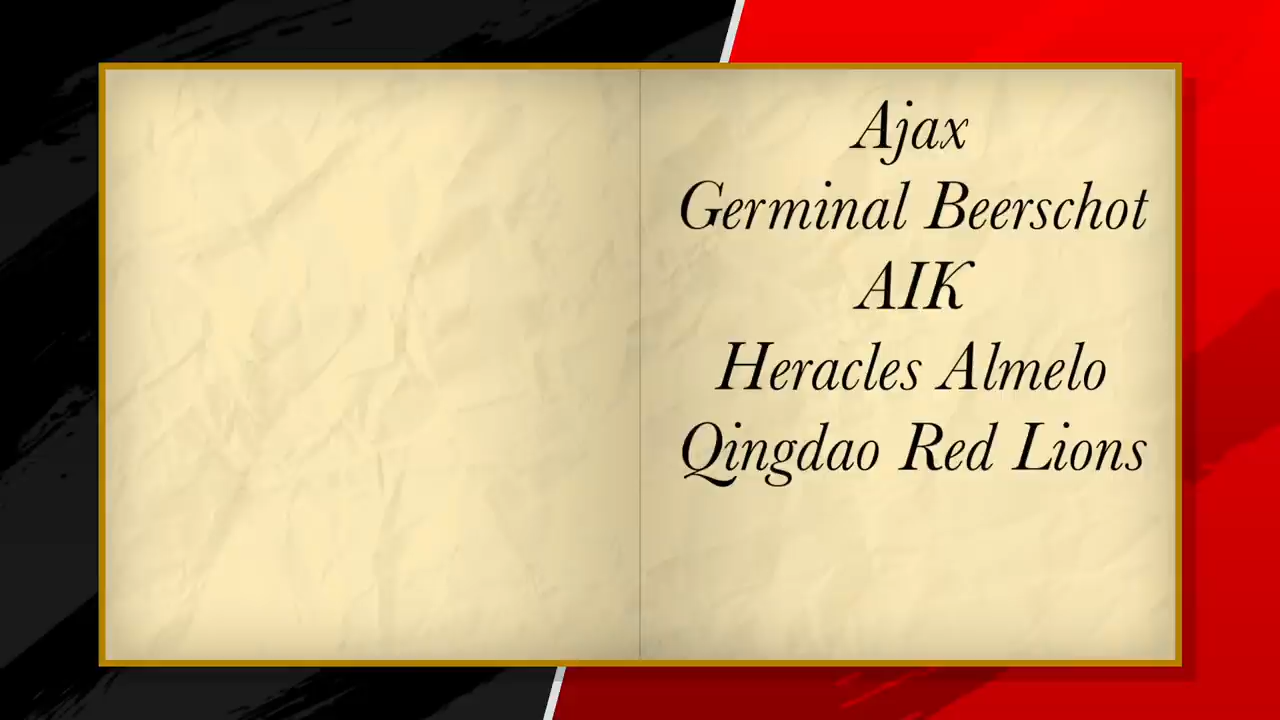 Ajax
Germinal Beerschot
AIK
Heracles Almelo
Qingdao Red Lions